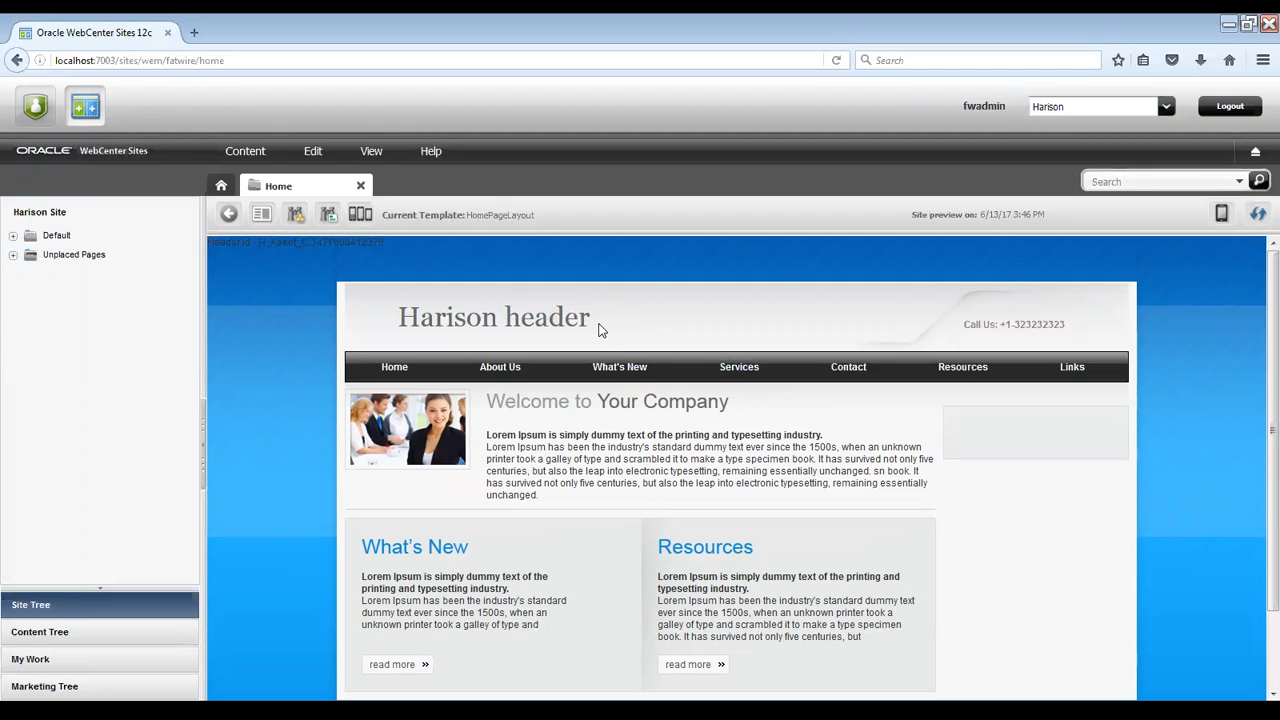 Oracle WebCenter Sites 12c
localhost:7003/sites/wem/fatwire/home
Search
fwadmin
Harison
Logout
ORACLE WebCenter Sites
Content
Edit
View
Help
Home
Search
Current Template: HomePageLayout
Site preview on: 6/13/17 3:46 PM
Harison Site
Default
Unplaced Pages
Site Tree
Content Tree
My Work
Marketing Tree
Header id - H_Asset_C:1477008412379
Harison header
Call Us: +1-323232323
Home
About Us
What's New
Services
Contact
Resources
Links
Welcome to Your Company
Lorem Ipsum is simply dummy text of the printing and typesetting industry.
Lorem Ipsum has been the industry's standard dummy text ever since the 1500s, when an unknown
printer took a galley of type and scrambled it to make a type specimen book. It has survived not only five
centuries, but also the leap into electronic typesetting, remaining essentially unchanged. sn book. It
has survived not only five centuries, but also the leap into electronic typesetting, remaining essentially
unchanged.
What's New
Lorem Ipsum is simply dummy text of the
printing and typesetting industry.
Lorem Ipsum has been the industry's standard
dummy text ever since the 1500s, when an
unknown printer took a galley of type and
read more »
Resources
Lorem Ipsum is simply dummy text of the printing and
typesetting industry.
Lorem Ipsum has been the industry's standard dummy text
ever since the 1500s, when an unknown printer took a
galley of type and scrambled it to make a type specimen
book. It has survived not only five centuries, but
read more »